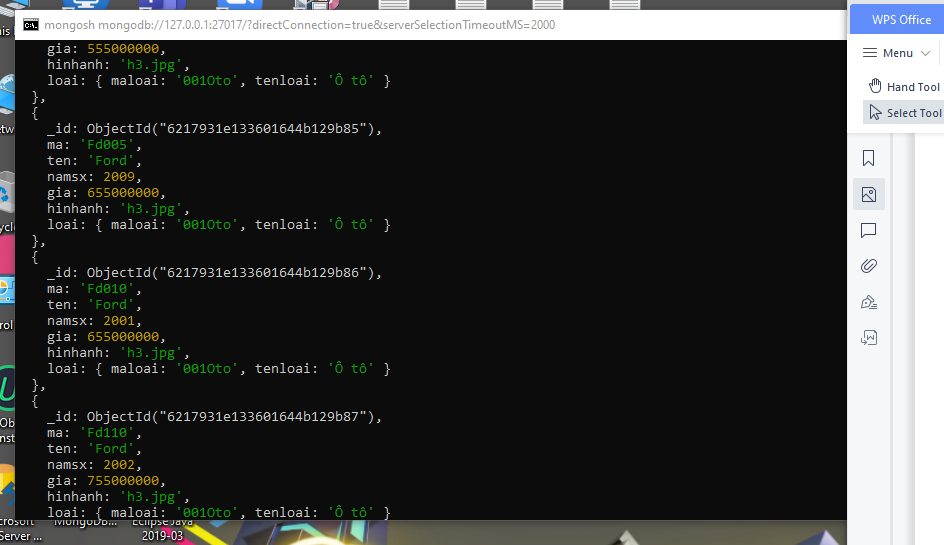 mongosh mongodb://127.0.0.1:27017/?directConnection=true&serverSelectionTimeoutMS=2000
gia: 555000000,
hinhanh: 'h3.jpg',
loai: { maloai: '001Oto', tenloai: 'Ô tô' }
},
{
_id: ObjectId("6217931e133601644b129b85"),
ma: 'Fd005',
ten: 'Ford',
namsx: 2009,
gia: 655000000,
hinhanh: 'h3.jpg',
loai: { maloai: '001Oto', tenloai: 'Ô tô' }
},
{
_id: ObjectId("6217931e133601644b129b86"),
ma: 'Fd010',
ten: 'Ford',
namsx: 2001,
gia: 655000000,
hinhanh: 'h3.jpg',
loai: { maloai: '001Oto', tenloai: 'Ô tô' }
},
{
_id: ObjectId("6217931e133601644b129b87"),
ma: 'Fd110',
ten: 'Ford',
namsx: 2002,
gia: 755000000,
hinhanh: 'h3.jpg',
loai: { maloai: '001Oto', tenloai: 'Ô tô' }
WPS Office
Menu
Hand Tool
Select Tool
MongoDB...
Eclipse Java
2019-03
Server ...